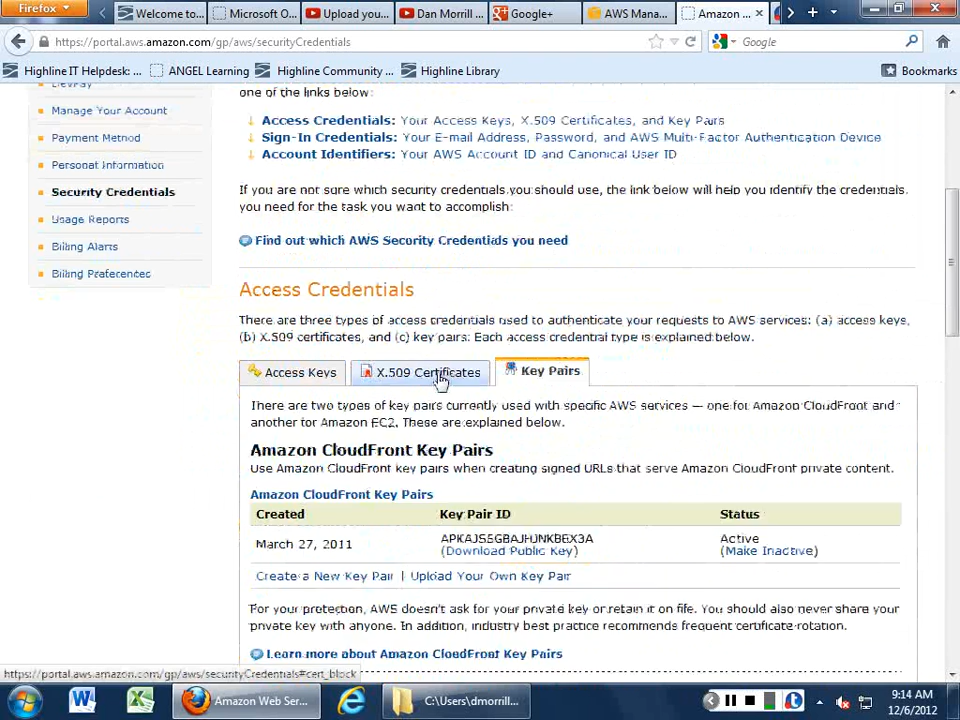 Firefox
Welcome to...
Microsoft O...
Upload you...
Dan Morrill ...
Google+
AWS Mana...
Amazon ...
https://portal.aws.amazon.com/gp/aws/securityCredentials
Google
Highline IT Helpdesk: ...
ANGEL Learning
Highline Community ...
Highline Library
Bookmarks
DevPay
Manage Your Account
Payment Method
Personal Information
Security Credentials
Usage Reports
Billing Alerts
Billing Preferences
one of the links below:
Access Credentials: Your Access Keys, X.509 Certificates, and Key Pairs
Sign-In Credentials: Your E-mail Address, Password, and AWS Multi-Factor Authentication Device
Account Identifiers: Your AWS Account ID and Canonical User ID
If you are not sure which security credentials you should use, the link below will help you identify the credentials
you need for the task you want to accomplish:
Find out which AWS Security Credentials you need
Access Credentials
There are three types of access credentials used to authenticate your requests to AWS services: (a) access keys,
(b) X.509 certificates, and (c) key pairs. Each access credential type is explained below.
Access Keys
X.509 Certificates
Key Pairs
There are two types of key pairs currently used with specific AWS services — one for Amazon CloudFront and
another for Amazon EC2. These are explained below.
Amazon CloudFront Key Pairs
Use Amazon CloudFront key pairs when creating signed URLs that serve Amazon CloudFront private content.
Amazon CloudFront Key Pairs
Created Key Pair ID Status
March 27, 2011
Active
(Download Public Key) (Make Inactive)
Create a New Key Pair | Upload Your Own Key Pair
For your protection, AWS doesn't ask for your private key or retain it on file. You should also never share your
private key with anyone. In addition, industry best practice recommends frequent certificate rotation.
Learn more about Amazon CloudFront Key Pairs
https://portal.aws.amazon.com/gp/aws/securityCredentials#cert_block
Amazon Web Ser...
C:\Users\dmorrill...
9:14 AM
12/6/2012